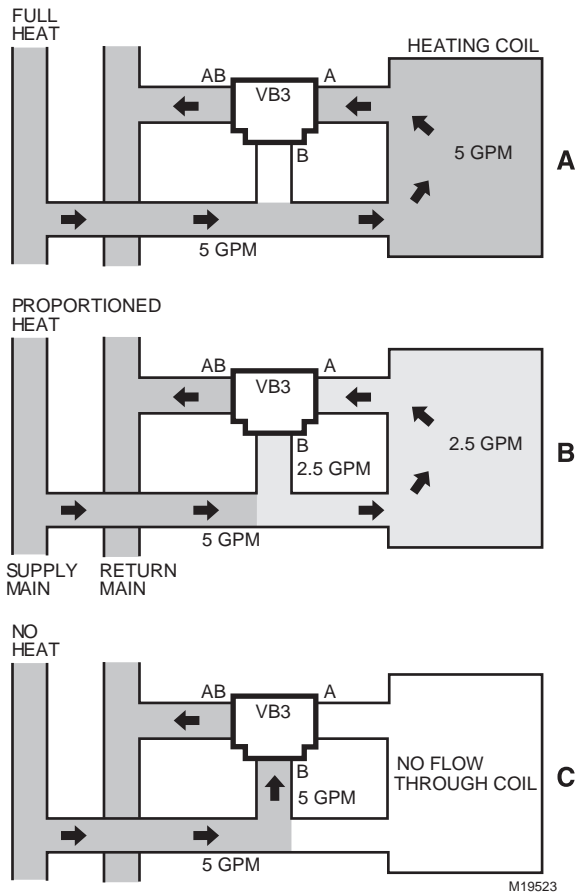 FULL
HEAT
HEATING COIL
AB
A
VB3
B
5 GPM
A
5 GPM
PROPORTIONED
HEAT
AB
A
VB3
B
2.5 GPM
2.5 GPM
B
5 GPM
SUPPLY
MAIN
RETURN
MAIN
NO
HEAT
AB
A
VB3
B
5 GPM
NO FLOW
THROUGH COIL
C
5 GPM
M19523